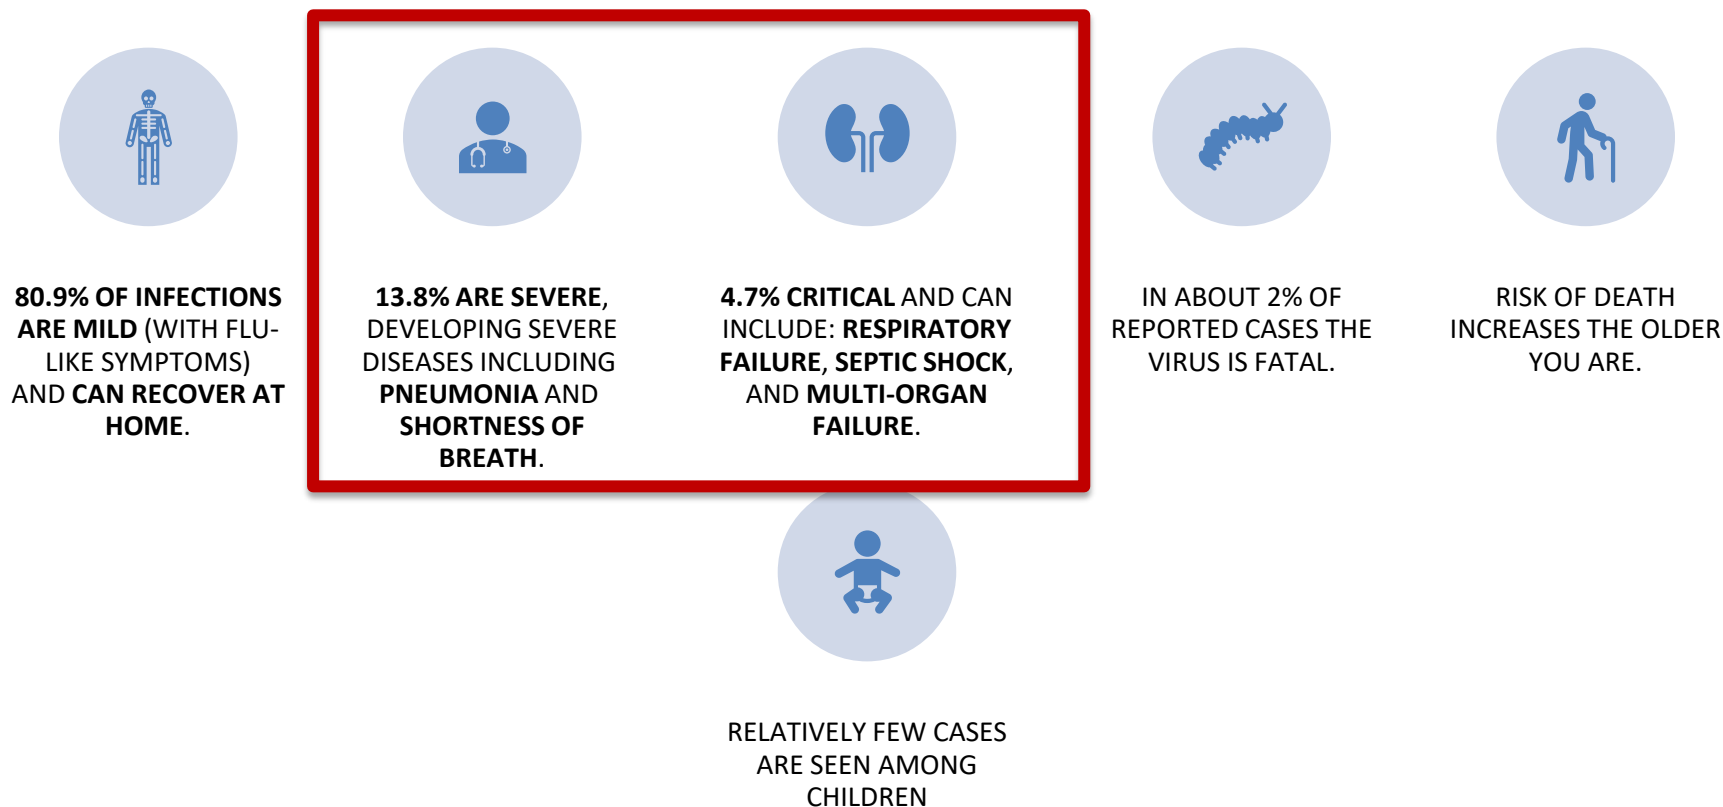 80.9% OF INFECTIONS
ARE MILD (WITH FLU-
LIKE SYMPTOMS)
AND CAN RECOVER AT
HOME.
13.8% ARE SEVERE,
DEVELOPING SEVERE
DISEASES INCLUDING
PNEUMONIA AND
SHORTNESS OF
BREATH.
4.7% CRITICAL AND CAN
INCLUDE: RESPIRATORY
FAILURE, SEPTIC SHOCK,
AND MULTI-ORGAN
FAILURE.
IN ABOUT 2% OF
REPORTED CASES THE
VIRUS IS FATAL.
RISK OF DEATH
INCREASES THE OLDER
YOU ARE.
RELATIVELY FEW CASES
ARE SEEN AMONG
CHILDREN